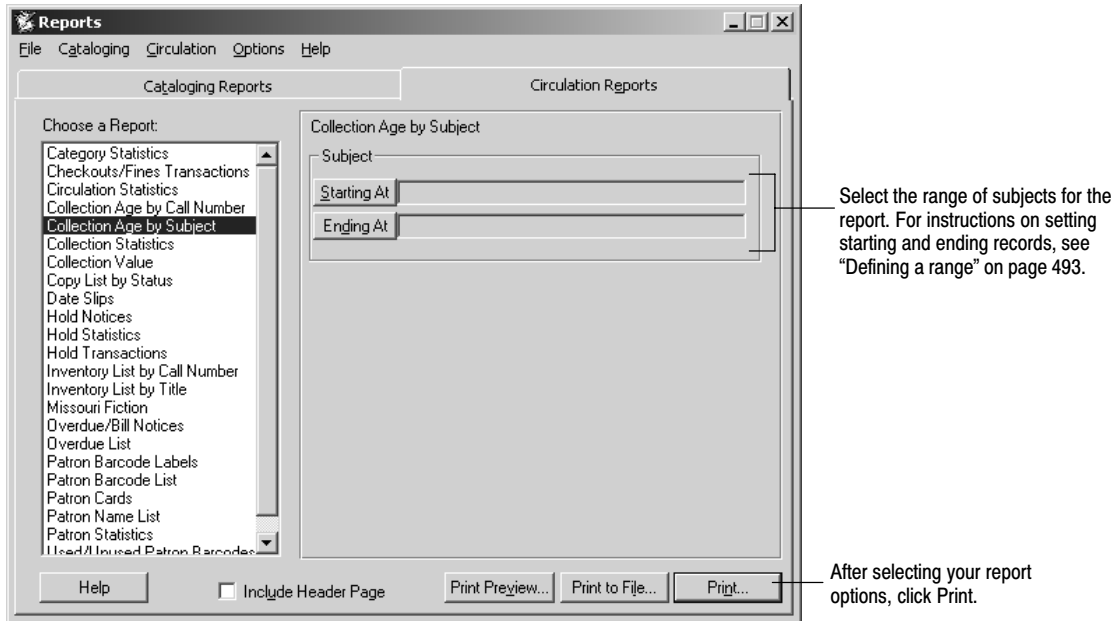 Reports
File Cataloging Circulation Options Help
Cataloging Reports
Circulation Reports
Choose a Report:
Category Statistics
Checkouts/Fines Transactions
Circulation Statistics
Collection Age by Call Number
Collection Age by Subject
Collection Statistics
Collection Value
Copy List by Status
Date Slips
Hold Notices
Hold Statistics
Hold Transactions
Inventory List by Call Number
Inventory List by Title
Missouri Fiction
Overdue/Bill Notices
Overdue List
Patron Barcode Labels
Patron Barcode List
Patron Cards
Patron Name List
Patron Statistics
Used/Unused Patron Barcodes
Collection Age by Subject
Subject
Starting At
Ending At
Select the range of subjects for the
report. For instructions on setting
starting and ending records, see
“Defining a range” on page 493.
Help
Include Header Page
Print Preview...
Print to File...
Print...
After selecting your report
options, click Print.